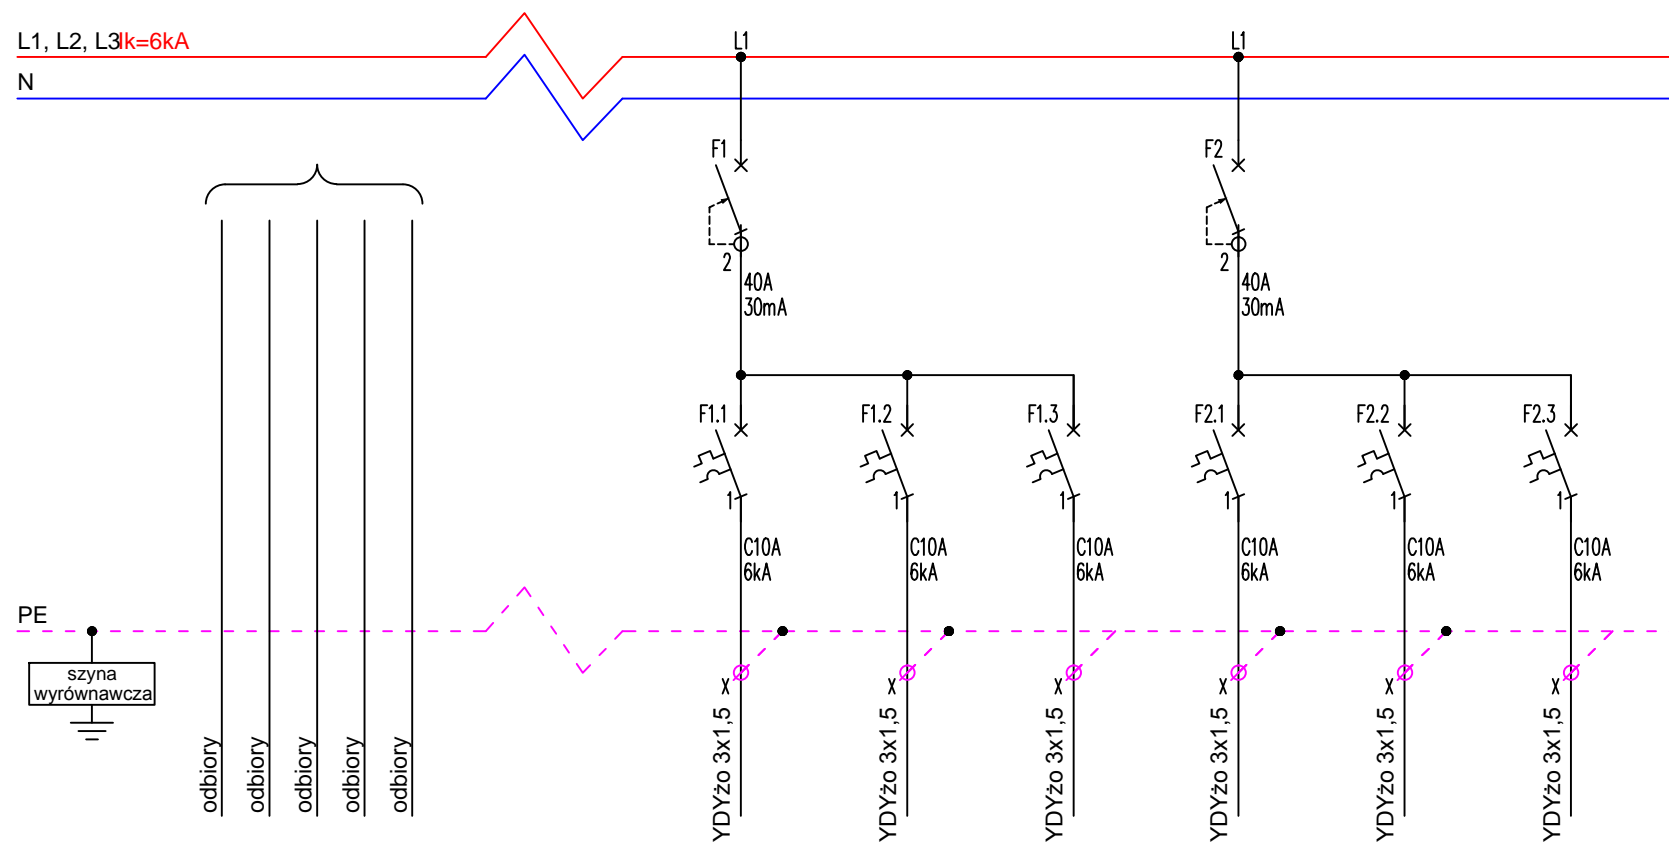 L1, L2, L3Ik=6kA
N
L1
L1
F1
F2
2
2
40A
30mA
40A
30mA
F1.1
F1.2
F1.3
F2.1
F2.2
F2.3
1
1
1
1
1
1
C10A
6kA
C10A
6kA
C10A
6kA
C10A
6kA
C10A
6kA
C10A
6kA
PE
szyna
wyrównawcza
X
X
X
X
X
X
odbiory
odbiory
odbiory
odbiory
odbiory
YDYżo 3x1,5
YDYżo 3x1,5
YDYżo 3x1,5
YDYżo 3x1,5
YDYżo 3x1,5
YDYżo 3x1,5